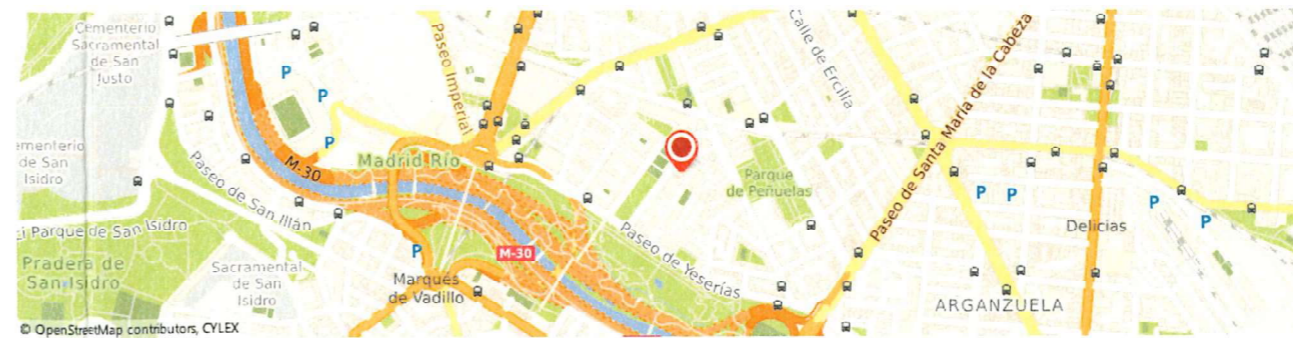 Cementerio
Sacramental
de San
Justo
P
P
P
Paseo Imperial
Calle de Ercilla
Paseo de Santa María de la Cabeza
ementerio
de San
Isidro
M-30
Madrid Río
Paseo de San Illán
Parque
de Peñuelas
P
P
P
P
El Parque de San Isidro
Pradera de
San Isidro
Sacramental
de San
Isidro
P
Marqués
de Vadillo
M-30
Paseo de Yeserías
Delicias
ARGANZUELA
© OpenStreetMap contributors, CYLEX